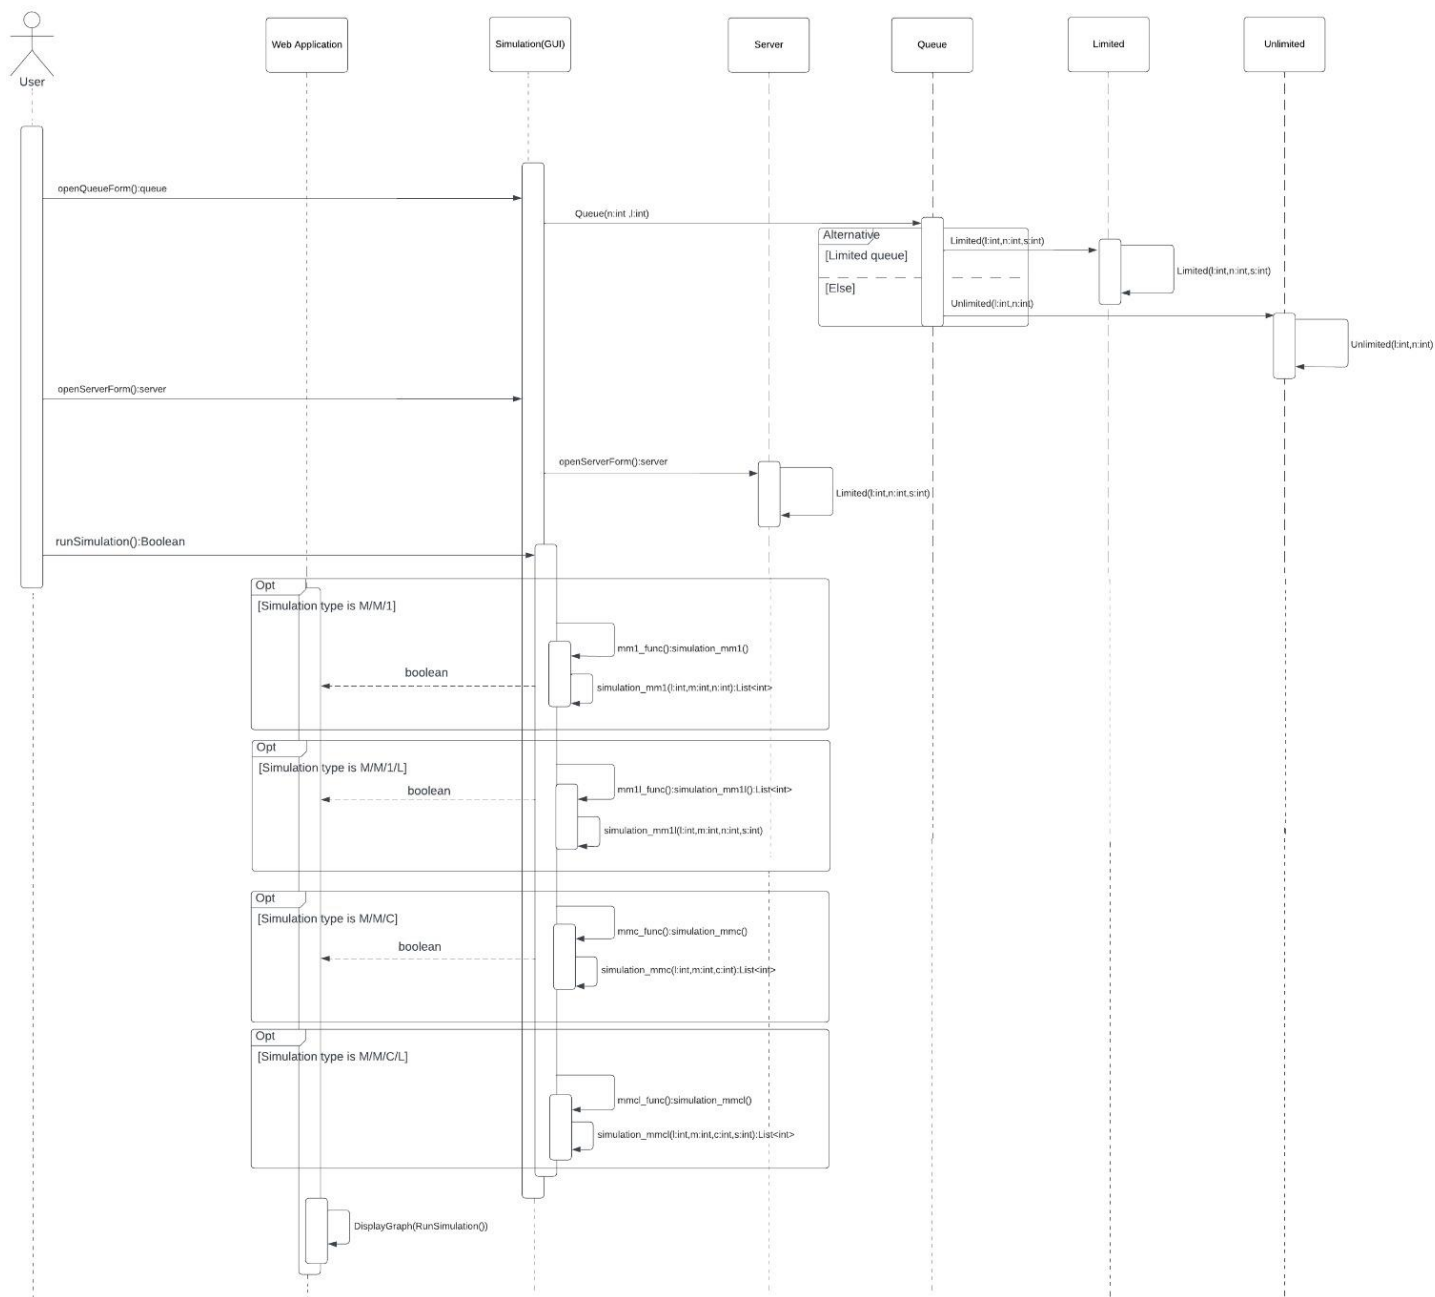 User
Web Application
Simulation(GUI)
Server
Queue
Limited
Unlimited
openQueueForm():queue
Queue(n:int ,l:int)
Alternative
[Limited queue]
Limited(l:int,n:int,s:int)
Limited(l:int,n:int,s:int)
[Else]
Unlimited(l:int,n:int)
Unlimited(l:int,n:int)
openServerForm():server
openServerForm():server
Limited(l:int,n:int,s:int)
runSimulation():Boolean
Opt
[Simulation type is M/M/1]
mm1_func():simulation_mm1()
boolean
simulation_mm1(l:int,m:int,n:int):List<int>
Opt
[Simulation type is M/M/1/L]
mm1l_func():simulation_mm1l():List<int>
boolean
simulation_mm1l(l:int,m:int,n:int,s:int)
Opt
[Simulation type is M/M/C]
mmc_func():simulation_mmc()
boolean
simulation_mmc(l:int,m:int,c:int):List<int>
Opt
[Simulation type is M/M/C/L]
mmcl_func():simulation_mmcl()
simulation_mmcl(l:int,m:int,c:int,s:int):List<int>
DisplayGraph(RunSimulation())